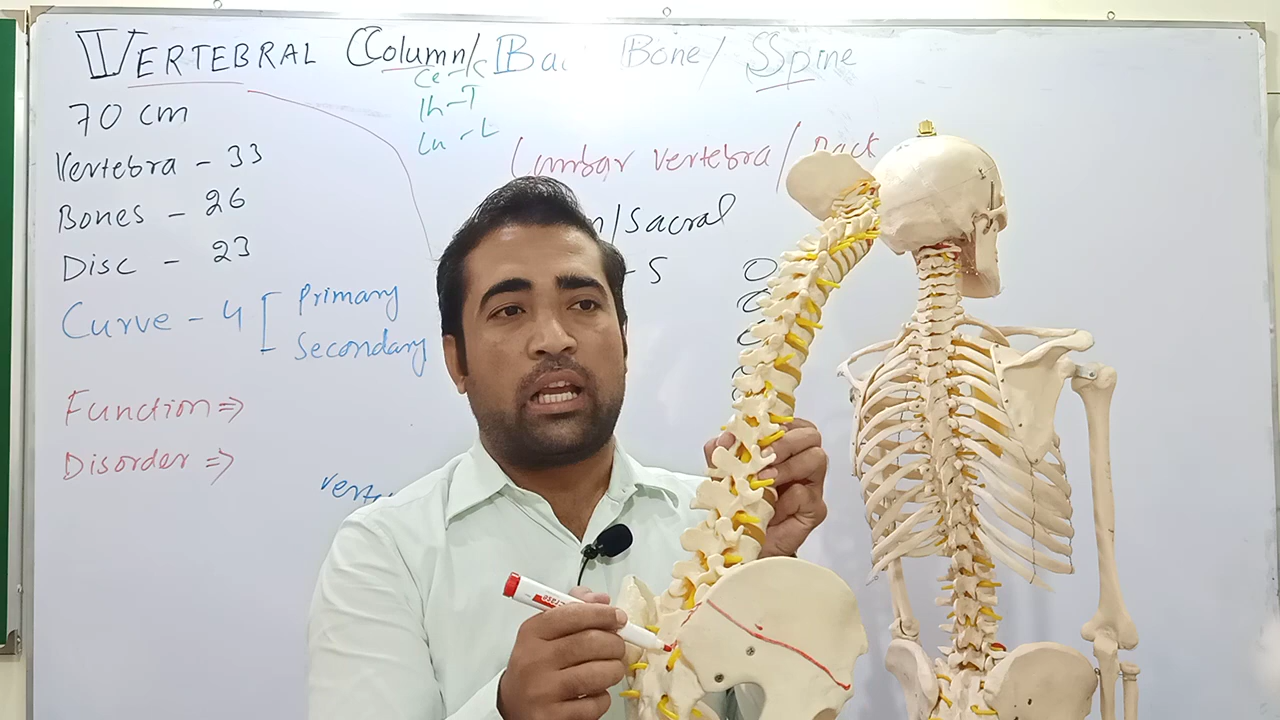 VERTEBRAL Column/ Back Bone/ Spine
70 cm
Ce - C
Th - T
Lu - L
Vertebra - 33
Bones - 26
Disc - 23
Curve - 4 [ Primary
Secondary
Function ⇒
Disorder ⇒
Lumbar vertebra/ Back
/Sacral
- S